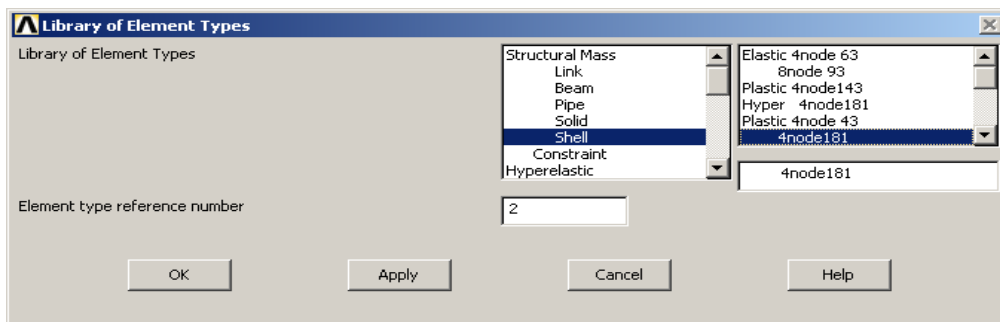 Library of Element Types
Library of Element Types
Structural Mass
Link
Beam
Pipe
Solid
Shell
Constraint
Hyperelastic
Elastic 4node 63
8node 93
Plastic 4node143
Hyper 4node181
Plastic 4node 43
4node181
4node181
Element type reference number
2
OK
Apply
Cancel
Help